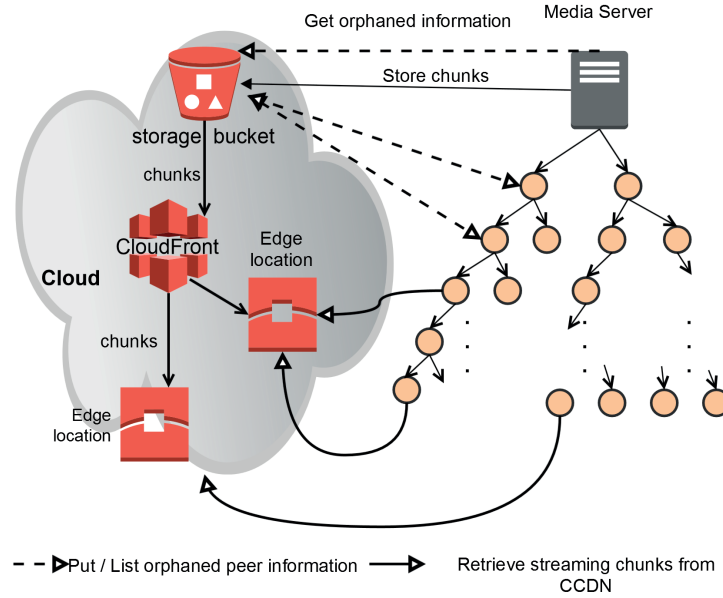 Media Server
Get orphaned information
Store chunks
storage bucket
chunks
CloudFront
Edge
location
Cloud
chunks
Edge
location
Put / List orphaned peer information
Retrieve streaming chunks from
CCDN